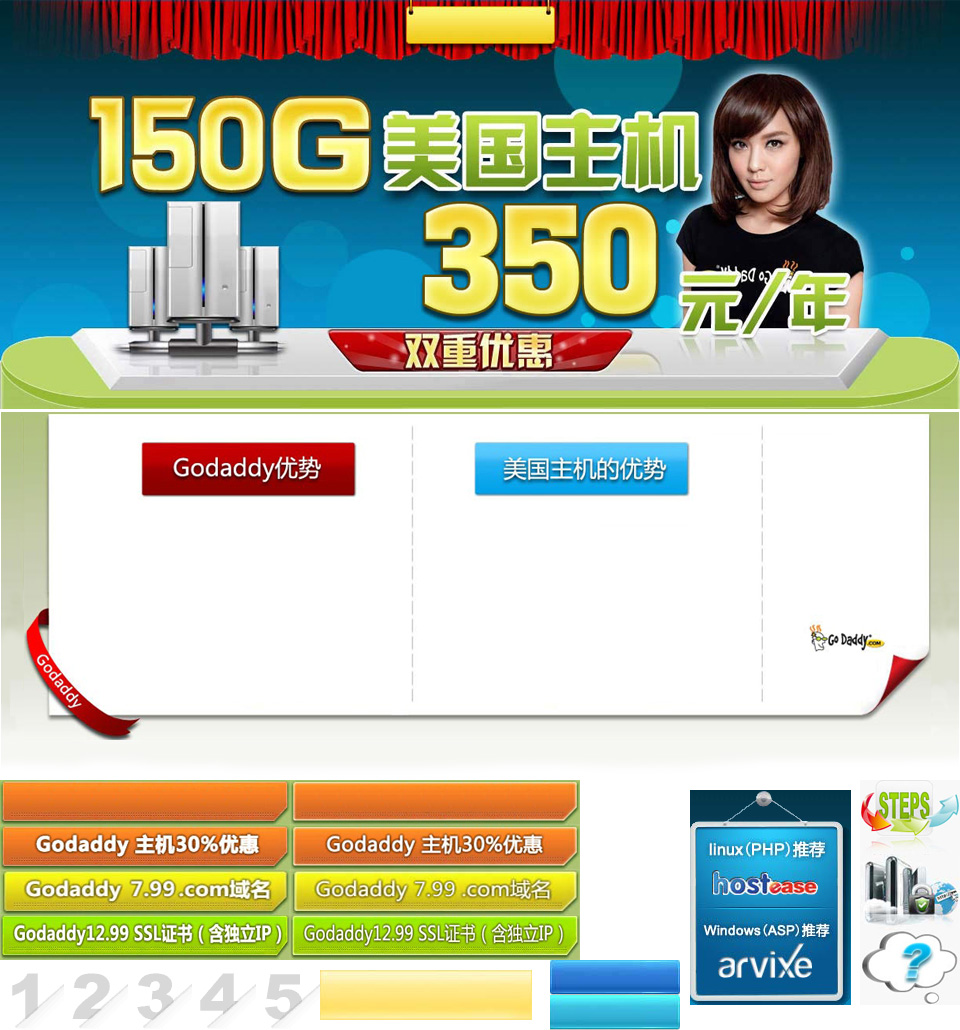 150G美国主机
350
元/年
双重优惠
Godaddy优势
美国主机的优势
Go Daddy
.COM
Godaddy
Godaddy 主机30%优惠
Godaddy 主机30%优惠
Godaddy 7.99 .com域名
Godaddy 7.99 .com域名
Godaddy12.99 SSL证书（含独立IP）
Godaddy12.99 SSL证书（含独立IP）
linux（PHP）推荐
hostease
Windows（ASP）推荐
arvixe
STEPS
?
1 2 3 4 5